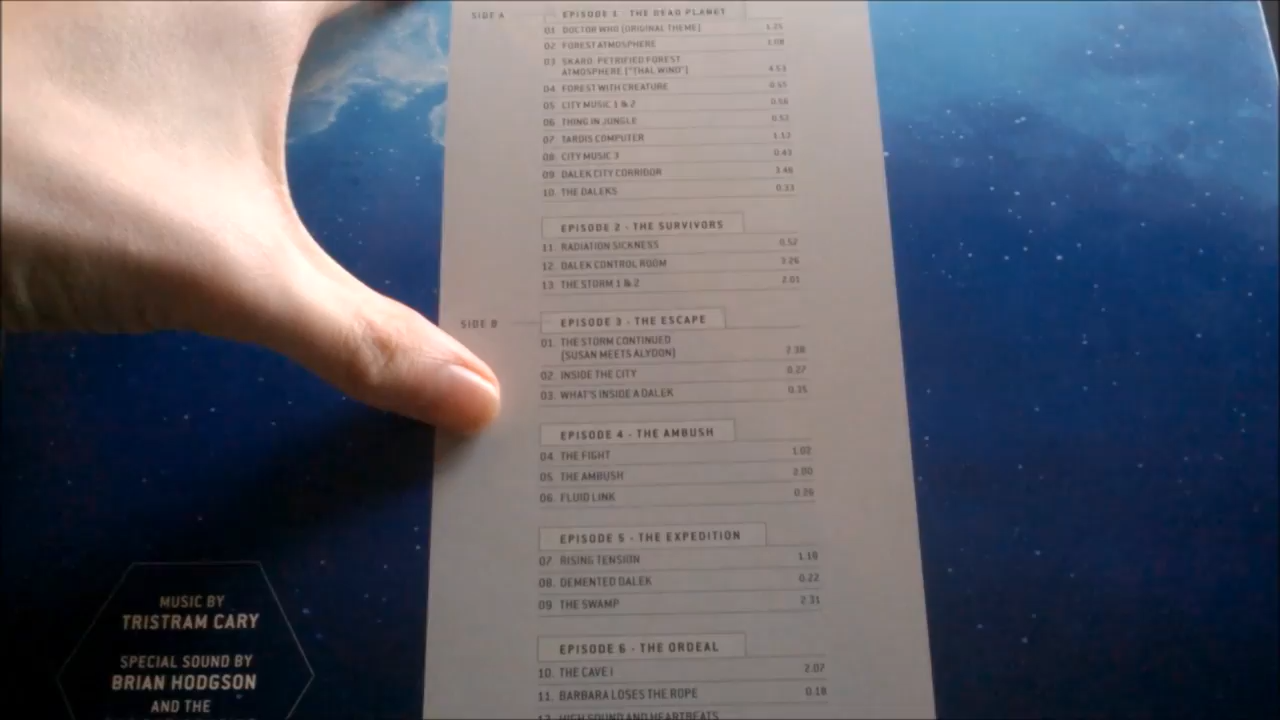 SIDE A
EPISODE 1 - THE DEAD PLANET
01. DOCTOR WHO (ORIGINAL THEME) 1.25
02. FOREST ATMOSPHERE 1.08
03. SKARO: PETRIFIED FOREST
ATMOSPHERE ("THAL WIND") 4.53
04. FOREST WITH CREATURE 0.55
05. CITY MUSIC 1 & 2 0.56
06. THING IN JUNGLE 0.52
07. TARDIS COMPUTER 1.12
08. CITY MUSIC 3 0.43
09. DALEK CITY CORRIDOR 3.46
10. THE DALEKS 0.33
EPISODE 2 - THE SURVIVORS
11. RADIATION SICKNESS 0.52
12. DALEK CONTROL ROOM 3.26
13. THE STORM 1 & 2 2.01
SIDE B
EPISODE 3 - THE ESCAPE
01. THE STORM CONTINUED
(SUSAN MEETS ALYDON) 2.38
02. INSIDE THE CITY 0.27
03. WHAT'S INSIDE A DALEK 0.35
EPISODE 4 - THE AMBUSH
04. THE FIGHT 1.02
05. THE AMBUSH 2.00
06. FLUID LINK 0.26
EPISODE 5 - THE EXPEDITION
07. RISING TENSION 1.19
08. DEMENTED DALEK 0.22
09. THE SWAMP 2.31
EPISODE 6 - THE ORDEAL
10. THE CAVE I 2.07
11. BARBARA LOSES THE ROPE 0.18
12. HIGH SOUND AND HEARTBEATS
MUSIC BY
TRISTRAM CARY
SPECIAL SOUND BY
BRIAN HODGSON
AND THE